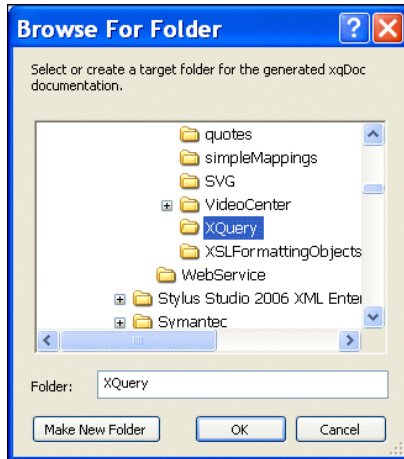 Browse For Folder
Select or create a target folder for the generated xqDoc
documentation.
quotes
simpleMappings
SVG
VideoCenter
XQuery
XSLFormattingObjects
WebService
Stylus Studio 2006 XML Enter
Symantec
Folder: XQuery
Make New Folder OK Cancel